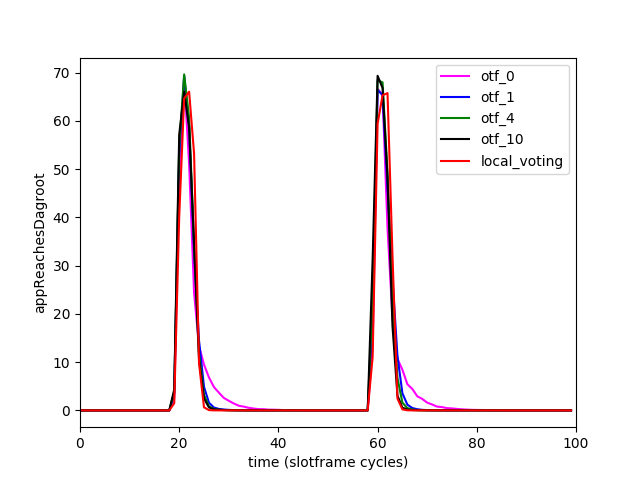 70
60
50
40
30
20
10
0
appReachesDagroot
otf_0
otf_1
otf_4
otf_10
local_voting
0 20 40 60 80 100
time (slotframe cycles)